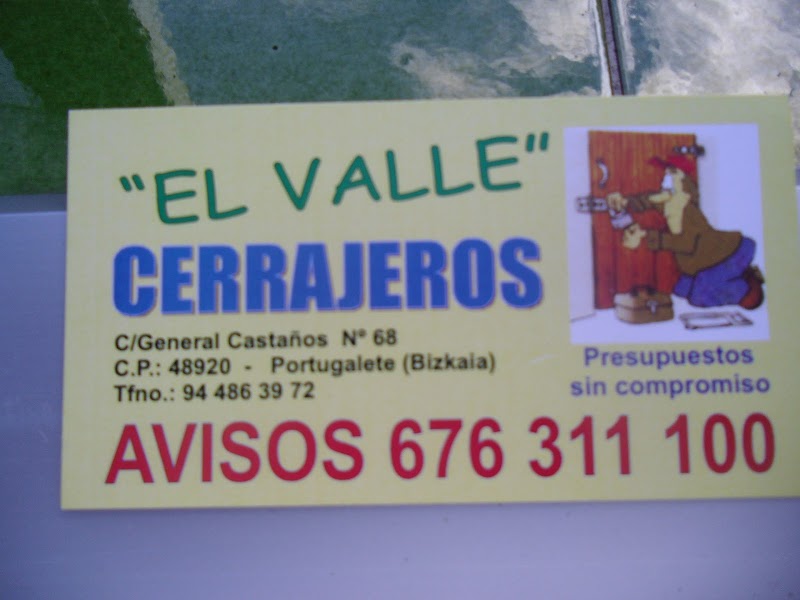 "EL VALLE"
CERRAJEROS
C/General Castaños Nº 68
C.P.: 48920 - Portugalete (Bizkaia)
Tfno.: 94 486 39 72
Presupuestos
sin compromiso
AVISOS 676 311 100